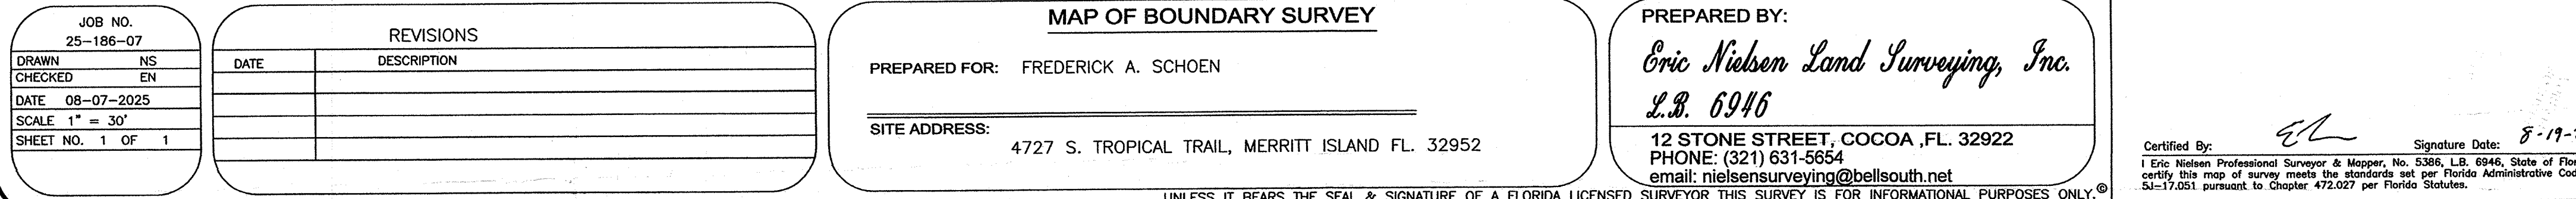 JOB NO.
25-186-07
DRAWN NS
CHECKED EN
DATE 08-07-2025
SCALE 1" = 30'
SHEET NO. 1 OF 1
REVISIONS
DATE DESCRIPTION
MAP OF BOUNDARY SURVEY
PREPARED FOR: FREDERICK A. SCHOEN
SITE ADDRESS:
4727 S. TROPICAL TRAIL, MERRITT ISLAND FL. 32952
PREPARED BY:
Eric Nielsen Land Surveying, Inc.
L.B. 6946
12 STONE STREET, COCOA ,FL. 32922
PHONE: (321) 631-5654
email: nielsensurveying@bellsouth.net
UNLESS IT BEARS THE SEAL & SIGNATURE OF A FLORIDA LICENSED SURVEYOR THIS SURVEY IS FOR INFORMATIONAL PURPOSES ONLY.©
Certified By: Signature Date: 8-19-
I Eric Nielsen Professional Surveyor & Mapper, No. 5386, L.B. 6946, State of Flor
certify this map of survey meets the standards set per Florida Administrative Cod
5J-17.051 pursuant to Chapter 472.027 per Florida Statutes.